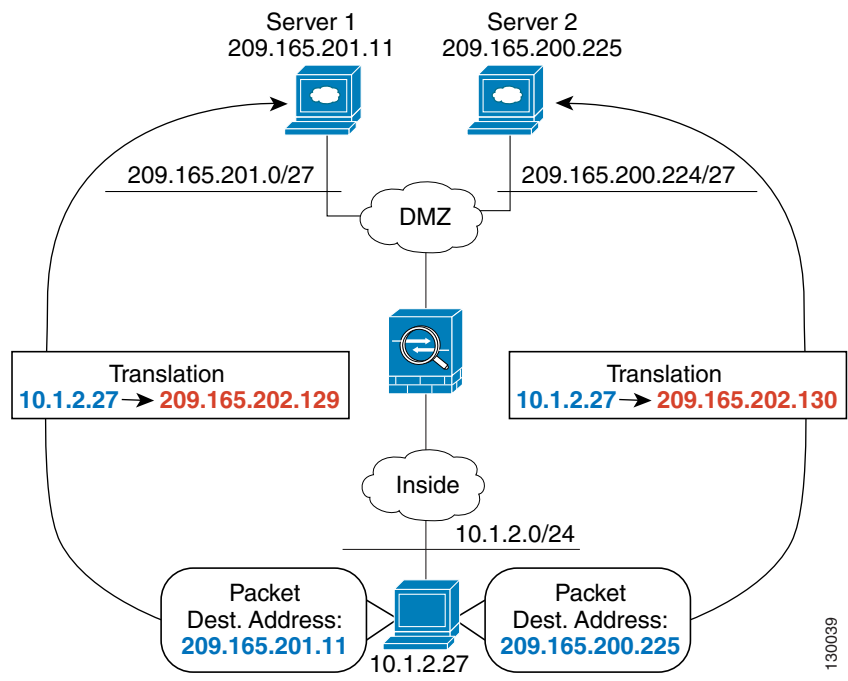 Server 1
209.165.201.11
Server 2
209.165.200.225
209.165.201.0/27
209.165.200.224/27
DMZ
Translation
10.1.2.27 → 209.165.202.129
Translation
10.1.2.27 → 209.165.202.130
Inside
10.1.2.0/24
Packet
Dest. Address:
209.165.201.11
Packet
Dest. Address:
209.165.200.225
10.1.2.27
130039